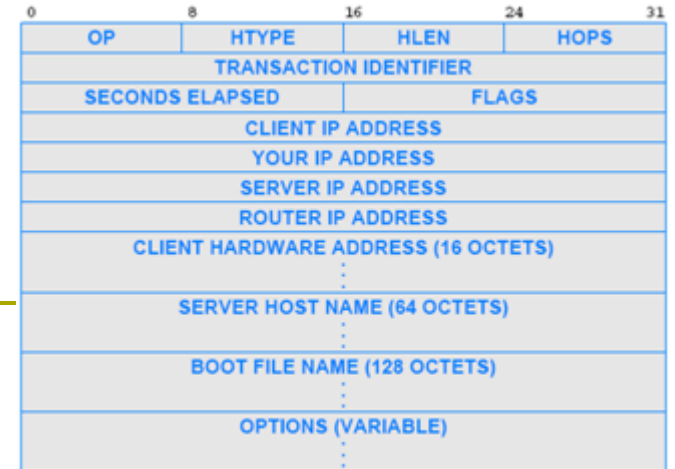 0 8 16 24 31
OP HTYPE HLEN HOPS
TRANSACTION IDENTIFIER
SECONDS ELAPSED FLAGS
CLIENT IP ADDRESS
YOUR IP ADDRESS
SERVER IP ADDRESS
ROUTER IP ADDRESS
CLIENT HARDWARE ADDRESS (16 OCTETS)
SERVER HOST NAME (64 OCTETS)
BOOT FILE NAME (128 OCTETS)
OPTIONS (VARIABLE)